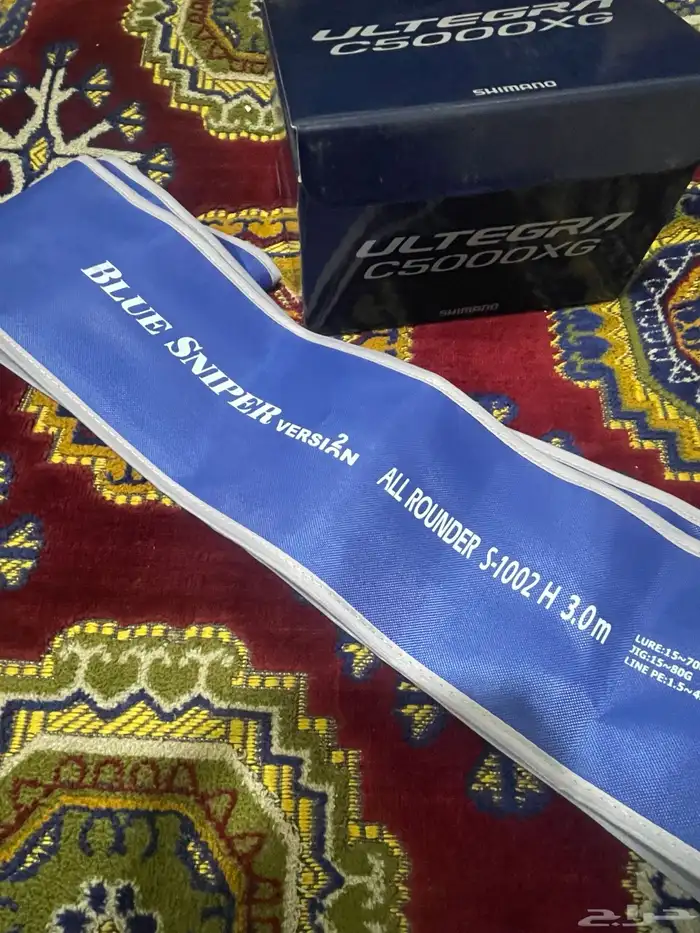 ULTEGRA
C5000XG
SHIMANO
ULTEGRA
C5000XG
SHIMANO
BLUE SNIPER VERSION 2
ALL ROUNDER S-1002 H 3.0m
LURE:15~70
JIG:15~80G
LINE PE:1.5~
حراج